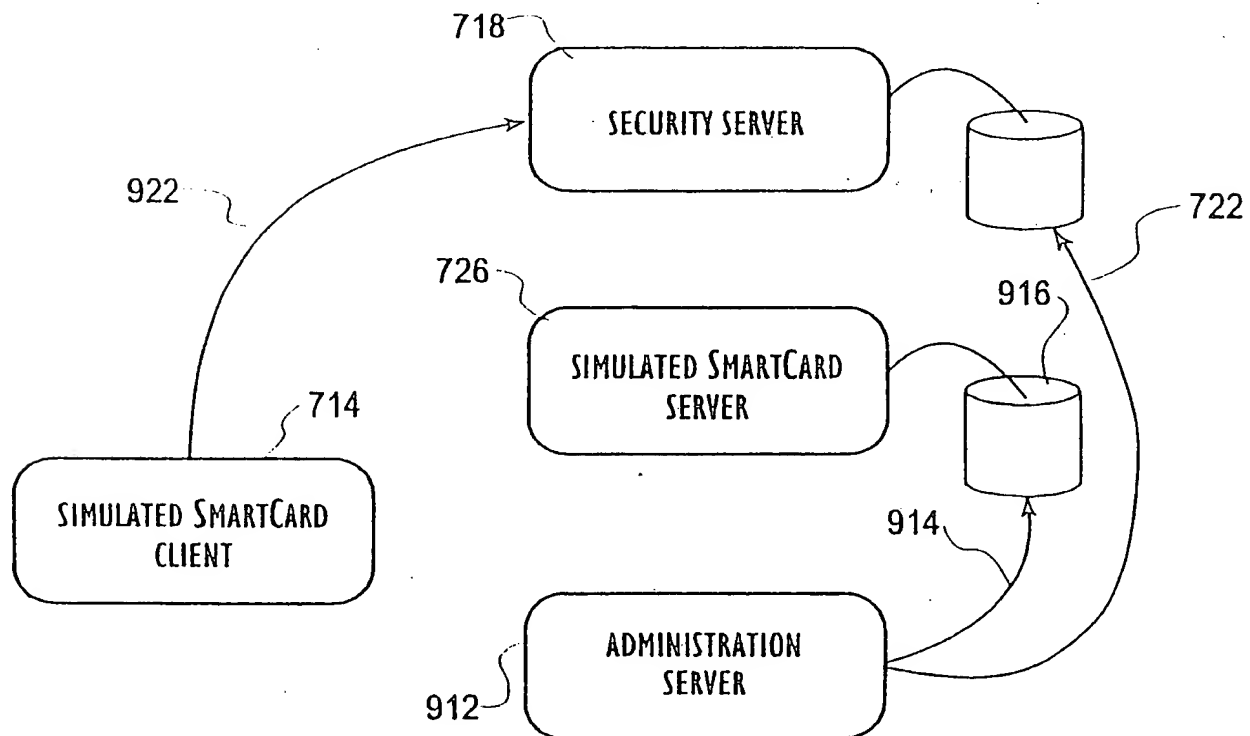 718
SECURITY SERVER
922
722
726
916
SIMULATED SMARTCARD
SERVER
714
SIMULATED SMARTCARD
CLIENT
914
ADMINISTRATION
SERVER
912